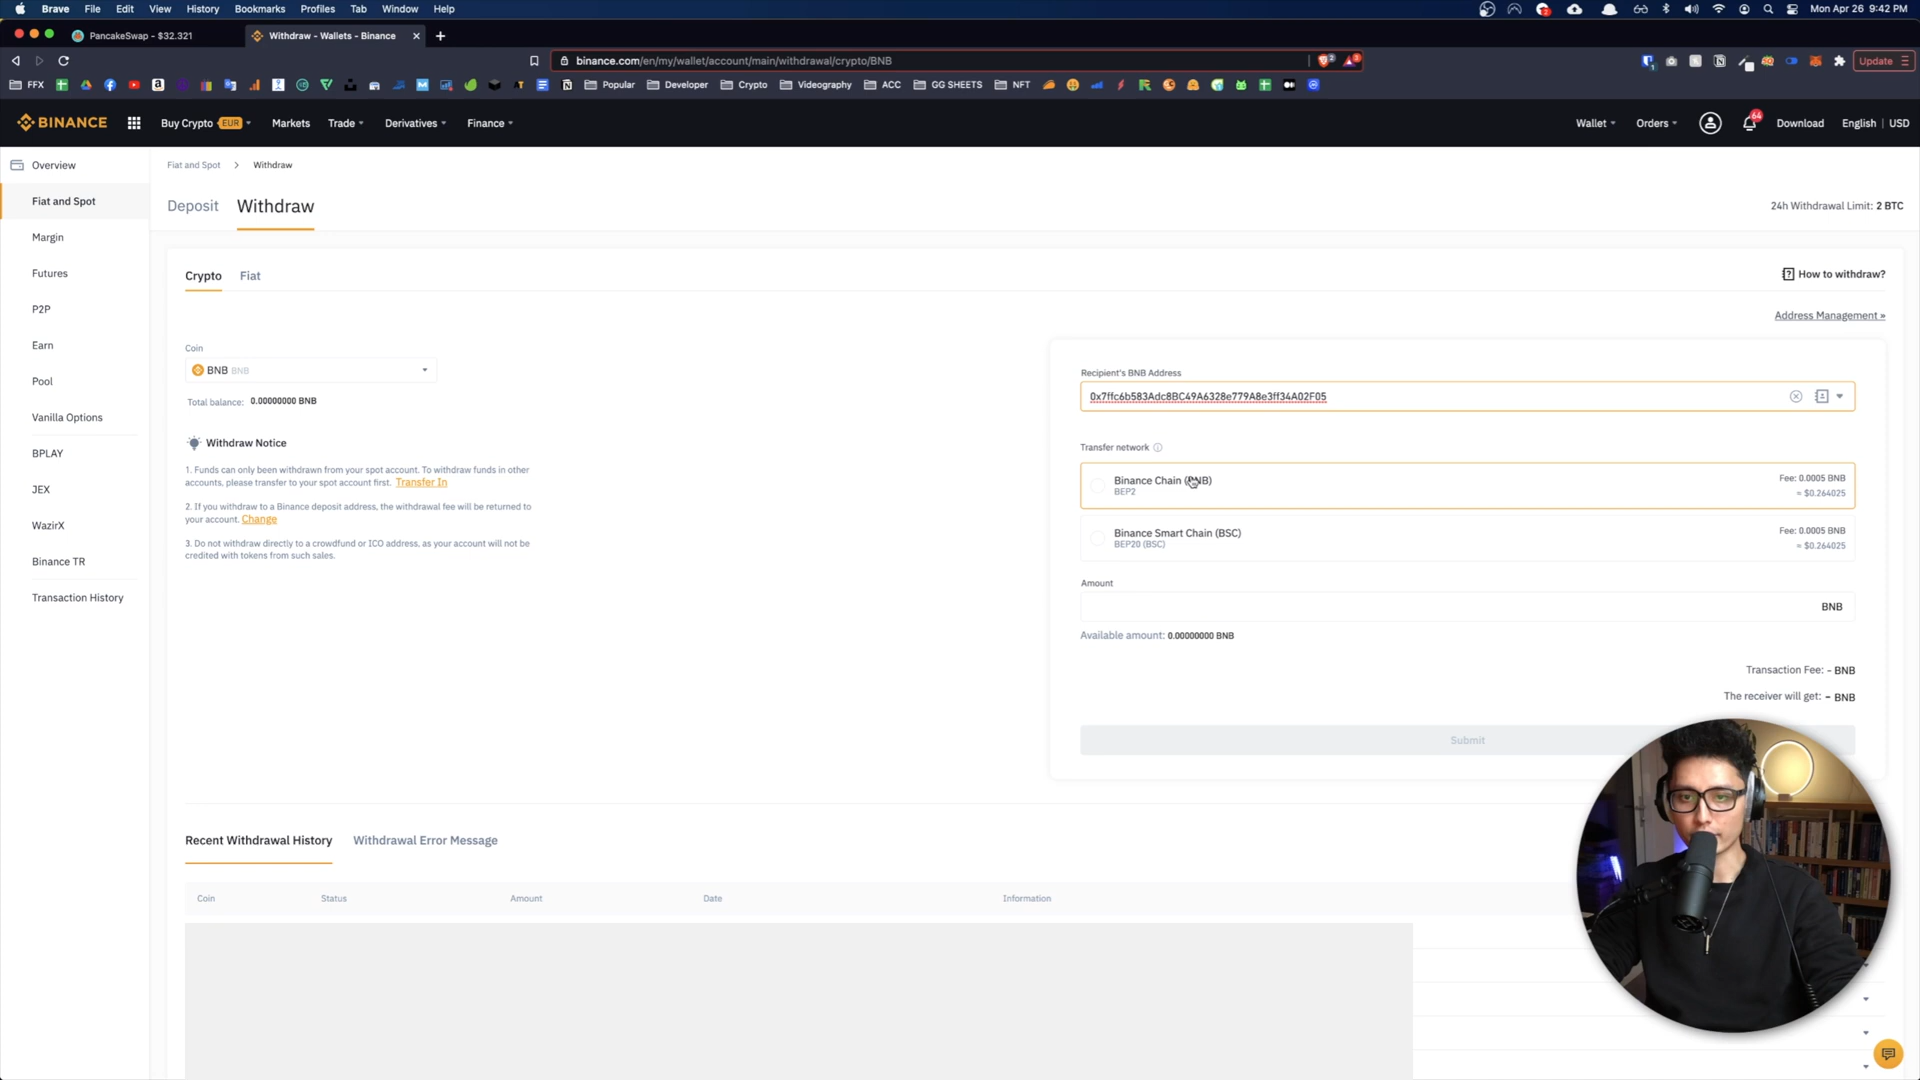 Brave File Edit View History Bookmarks Profiles Tab Window Help
Mon Apr 26 9:42 PM
PancakeSwap - $32.321
Withdraw - Wallets - Binance
binance.com/en/my/wallet/account/main/withdrawal/crypto/BNB
Update
FFX
Popular
Developer
Crypto
Videography
ACC
GG SHEETS
NFT
BINANCE
Buy Crypto EUR
Markets
Trade
Derivatives
Finance
Wallet
Orders
64
Download
English | USD
Overview
Fiat and Spot
Margin
Futures
P2P
Earn
Pool
Vanilla Options
BPLAY
JEX
WazirX
Binance TR
Transaction History
Fiat and Spot > Withdraw
Deposit
Withdraw
24h Withdrawal Limit: 2 BTC
Crypto
Fiat
How to withdraw?
Address Management »
Coin
BNB BNB
Total balance: 0.00000000 BNB
Withdraw Notice
1. Funds can only been withdrawn from your spot account. To withdraw funds in other
accounts, please transfer to your spot account first. Transfer In
2. If you withdraw to a Binance deposit address, the withdrawal fee will be returned to
your account. Change
3. Do not withdraw directly to a crowdfund or ICO address, as your account will not be
credited with tokens from such sales.
Recipient's BNB Address
0x7ffc6b583Adc8BC49A6328e779A8e3ff34A02F05
Transfer network
Binance Chain (BNB)
BEP2
Fee: 0.0005 BNB
≈ $0.264025
Binance Smart Chain (BSC)
BEP20 (BSC)
Fee: 0.0005 BNB
≈ $0.264025
Amount
BNB
Available amount: 0.00000000 BNB
Transaction Fee: - BNB
The receiver will get: - BNB
Submit
Recent Withdrawal History
Withdrawal Error Message
Coin
Status
Amount
Date
Information